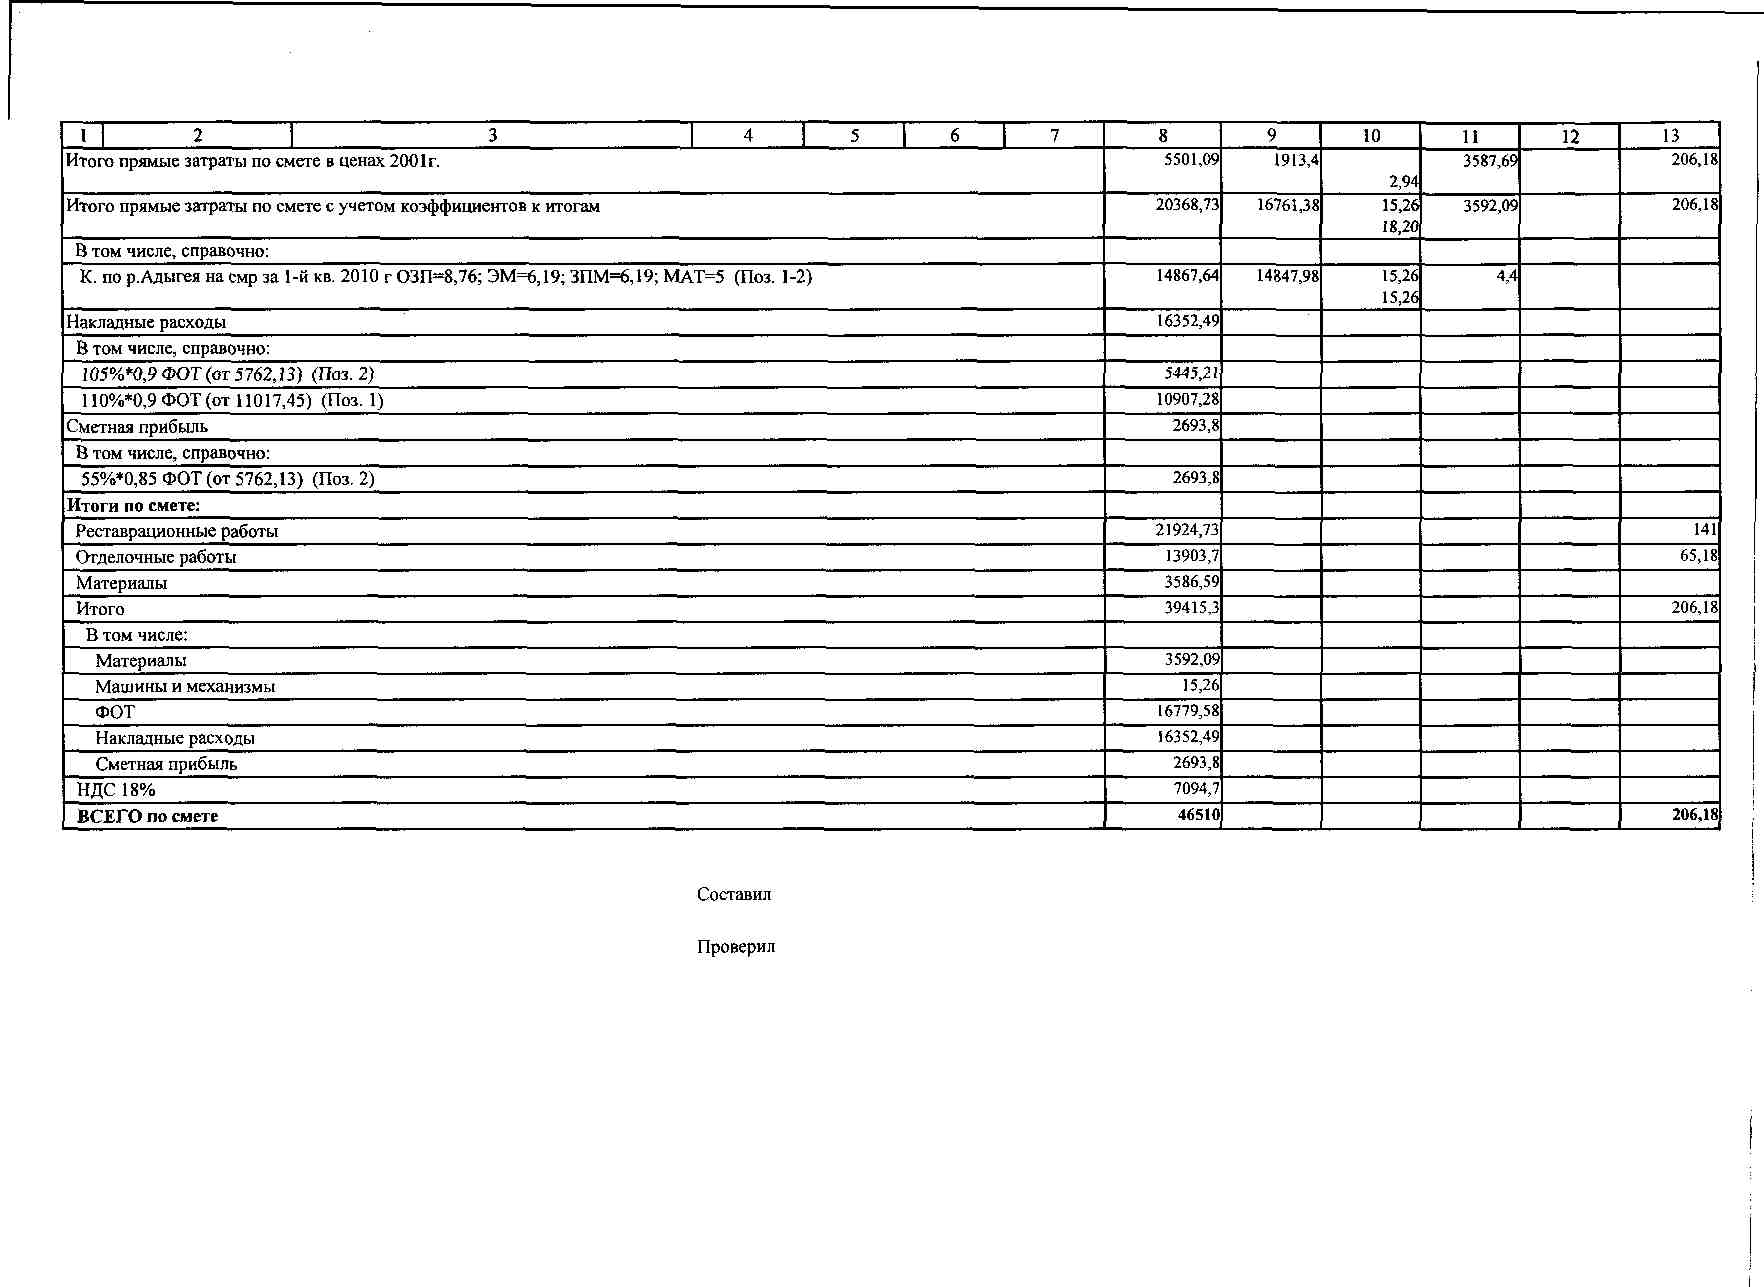 1 2 3 4 5 6 7 8 9 10 11 12 13
Итого прямые затраты по смете в ценах 2001г. 5501,09 1913,4 3587,69 206,18
2,94
Итого прямые затраты по смете с учетом коэффициентов к итогам 20368,73 16761,38 15,26 3592,09 206,18
18,20
В том числе, справочно:
К. по р.Адыгея на смр за 1-й кв. 2010 г ОЗП=8,76; ЭМ=6,19; ЗПМ=6,19; МАТ=5 (Поз. 1-2) 14867,64 14847,98 15,26 4,4
15,26
Накладные расходы 16352,49
В том числе, справочно:
105%*0,9 ФОТ (от 5762,13) (Поз. 2) 5445,21
110%*0,9 ФОТ (от 11017,45) (Поз. 1) 10907,28
Сметная прибыль 2693,8
В том числе, справочно:
55%*0,85 ФОТ (от 5762,13) (Поз. 2) 2693,8
Итоги по смете:
Реставрационные работы 21924,73 141
Отделочные работы 13903,7 65,18
Материалы 3586,59
Итого 39415,3 206,18
В том числе:
Материалы 3592,09
Машины и механизмы 15,26
ФОТ 16779,58
Накладные расходы 16352,49
Сметная прибыль 2693,8
НДС 18% 7094,7
ВСЕГО по смете 46510 206,18
Составил
Проверил